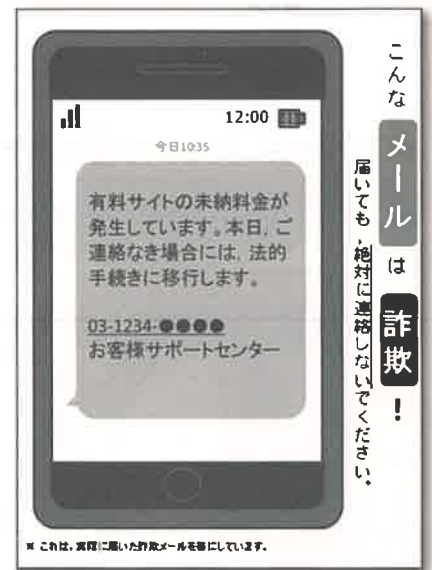 こんな メール は 詐欺！
届いても、絶対に連絡しないでください。
12:00
今日10:35
有料サイトの未納料金が
発生しています。本日、ご
連絡なき場合には、法的
手続きに移行します。
03-1234-●●●●
お客様サポートセンター
※ これは、実際に届いた詐欺メールを基にしています。